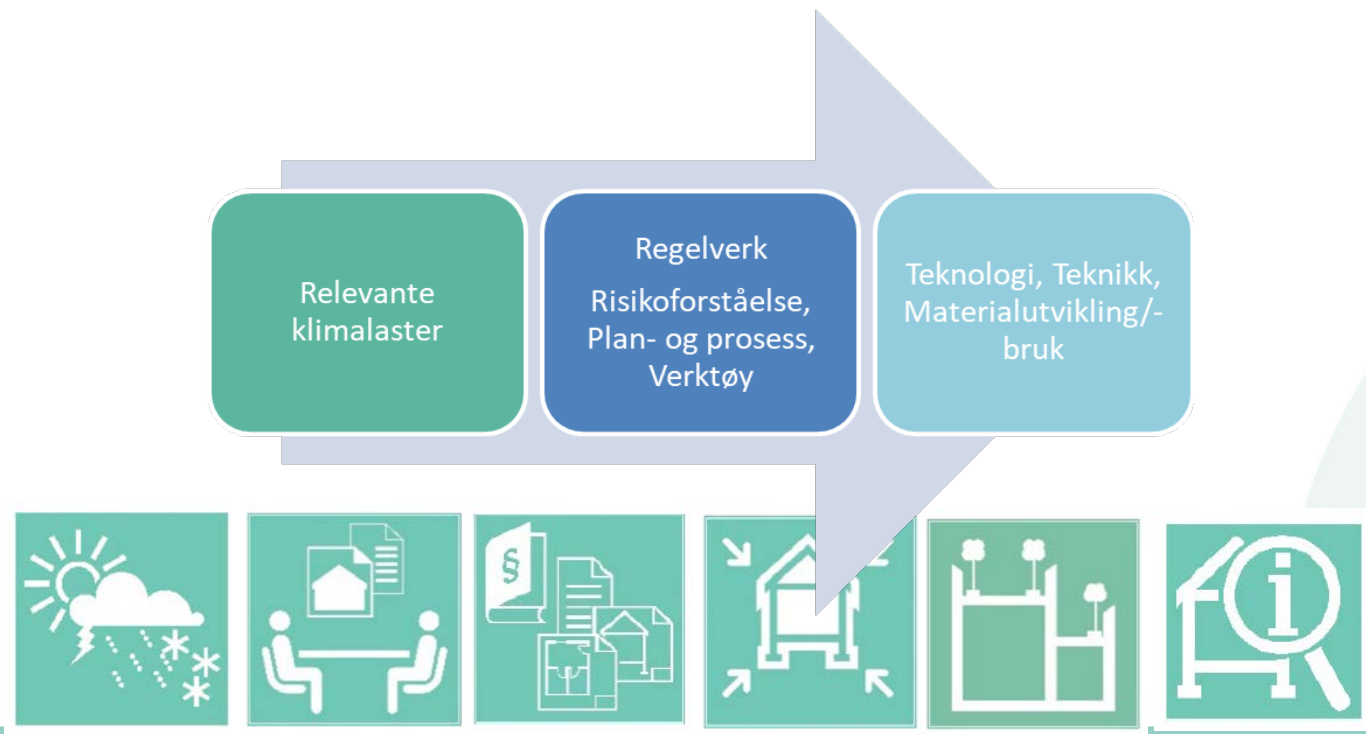 Relevante
klimalaster
Regelverk
Risikoforståelse,
Plan- og prosess,
Verktøy
Teknologi, Teknikk,
Materialutvikling/-
bruk
§
i